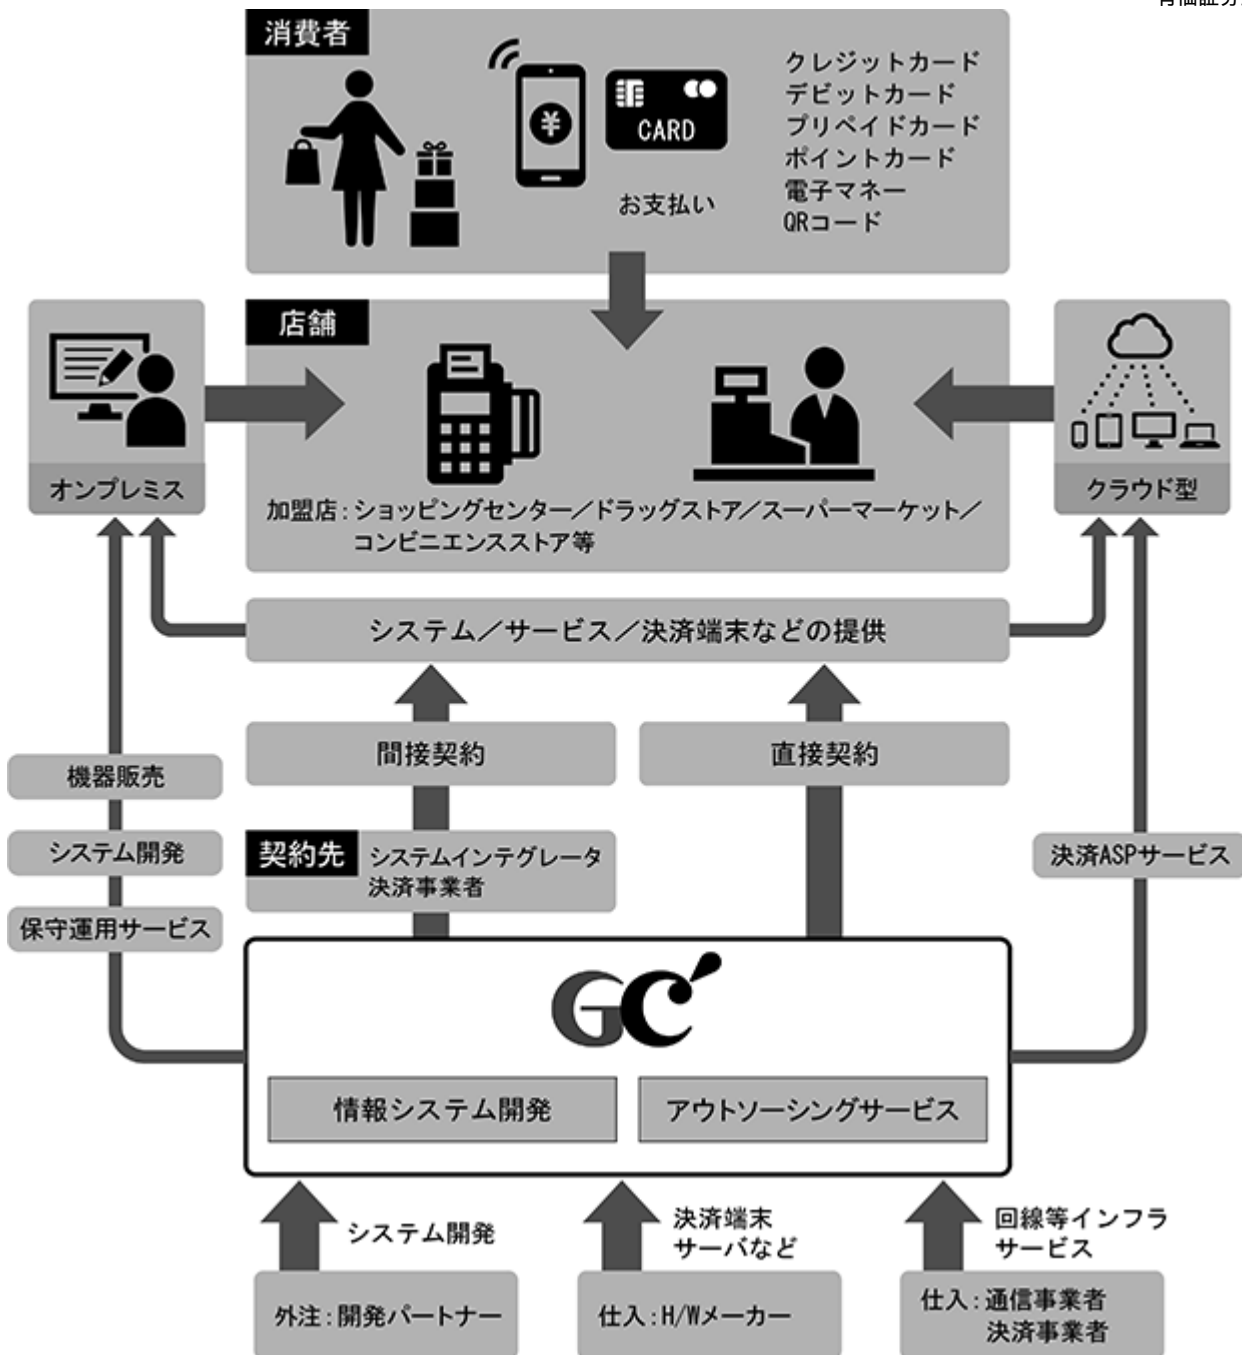 消費者
クレジットカード
デビットカード
プリペイドカード
ポイントカード
電子マネー
QRコード
¥
CARD
お支払い
店舗
オンプレミス
クラウド型
加盟店:ショッピングセンター/ドラッグストア/スーパーマーケット/
コンビニエンスストア等
システム/サービス/決済端末などの提供
間接契約
直接契約
機器販売
システム開発
保守運用サービス
契約先
システムインテグレータ
決済事業者
決済ASPサービス
GC
情報システム開発
アウトソーシングサービス
システム開発
決済端末
サーバなど
回線等インフラ
サービス
外注:開発パートナー
仕入:H/Wメーカー
仕入:通信事業者
決済事業者